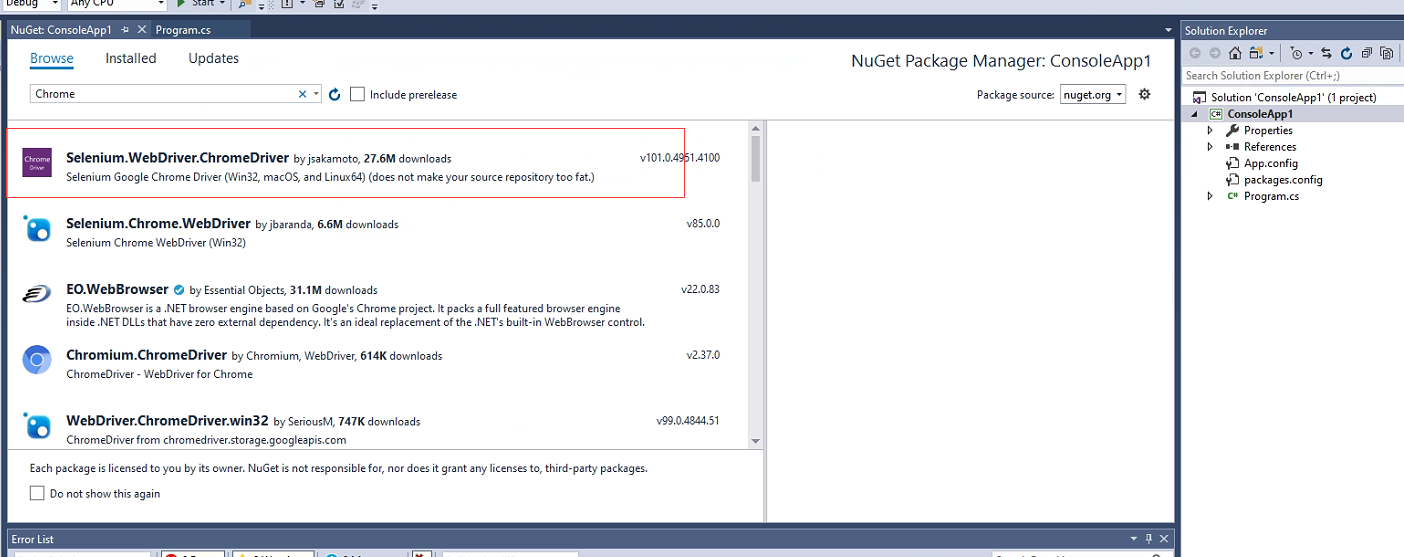 Debug Any CPU Start
NuGet: ConsoleApp1 Program.cs
Browse Installed Updates
NuGet Package Manager: ConsoleApp1
Chrome
Include prerelease
Package source: nuget.org
Chrome
Driver
Selenium.WebDriver.ChromeDriver by jsakamoto, 27.6M downloads v101.0.4951.4100
Selenium Google Chrome Driver (Win32, macOS, and Linux64) (does not make your source repository too fat.)
Selenium.Chrome.WebDriver by jbaranda, 6.6M downloads v85.0.0
Selenium Chrome WebDriver (Win32)
EO.WebBrowser by Essential Objects, 31.1M downloads v22.0.83
EO.WebBrowser is a .NET browser engine based on Google's Chrome project. It packs a full featured browser engine
inside .NET DLLs that have zero external dependency. It's an ideal replacement of the .NET's built-in WebBrowser control.
Chromium.ChromeDriver by Chromium, WebDriver, 614K downloads v2.37.0
ChromeDriver - WebDriver for Chrome
WebDriver.ChromeDriver.win32 by SeriousM, 747K downloads v99.0.4844.51
ChromeDriver from chromedriver.storage.googleapis.com
Each package is licensed to you by its owner. NuGet is not responsible for, nor does it grant any licenses to, third-party packages.
Do not show this again
Error List
Solution Explorer
Search Solution Explorer (Ctrl+;)
Solution 'ConsoleApp1' (1 project)
C# ConsoleApp1
Properties
References
App.config
packages.config
C# Program.cs